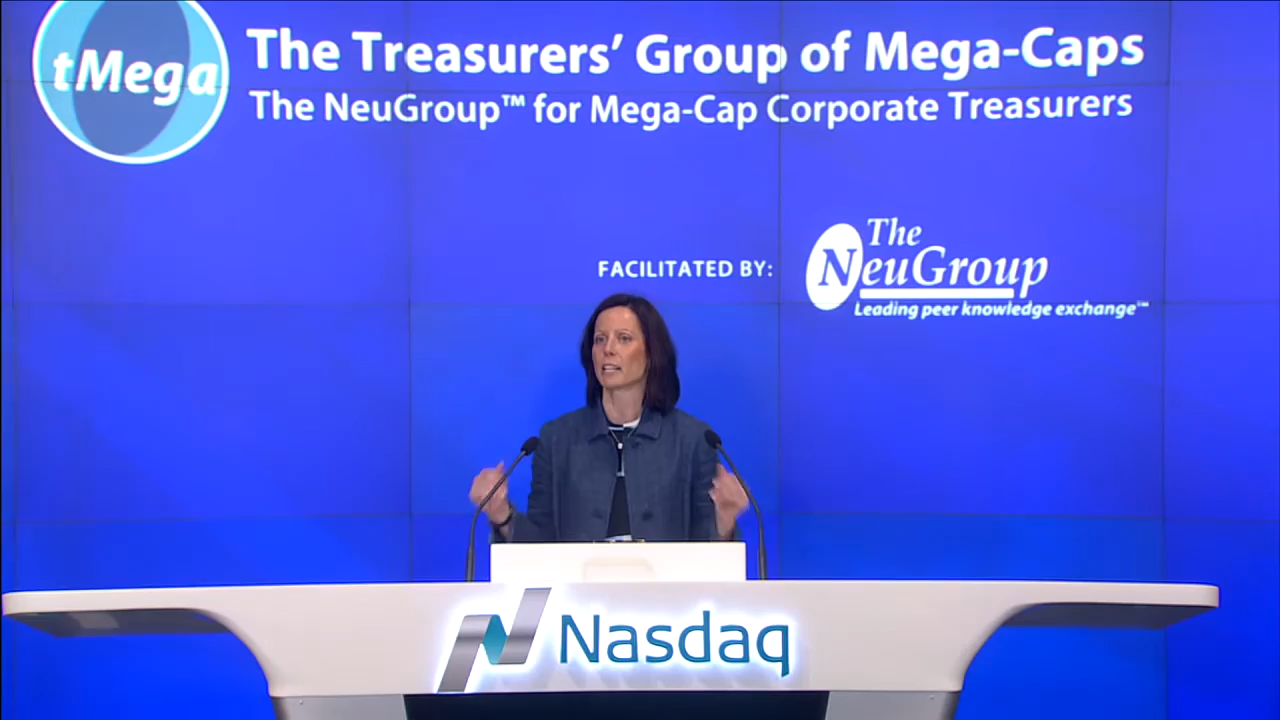 tMega
The Treasurers’ Group of Mega-Caps
The NeuGroup™ for Mega-Cap Corporate Treasurers
FACILITATED BY:
The
NeuGroup
Leading peer knowledge exchange℠
Nasdaq